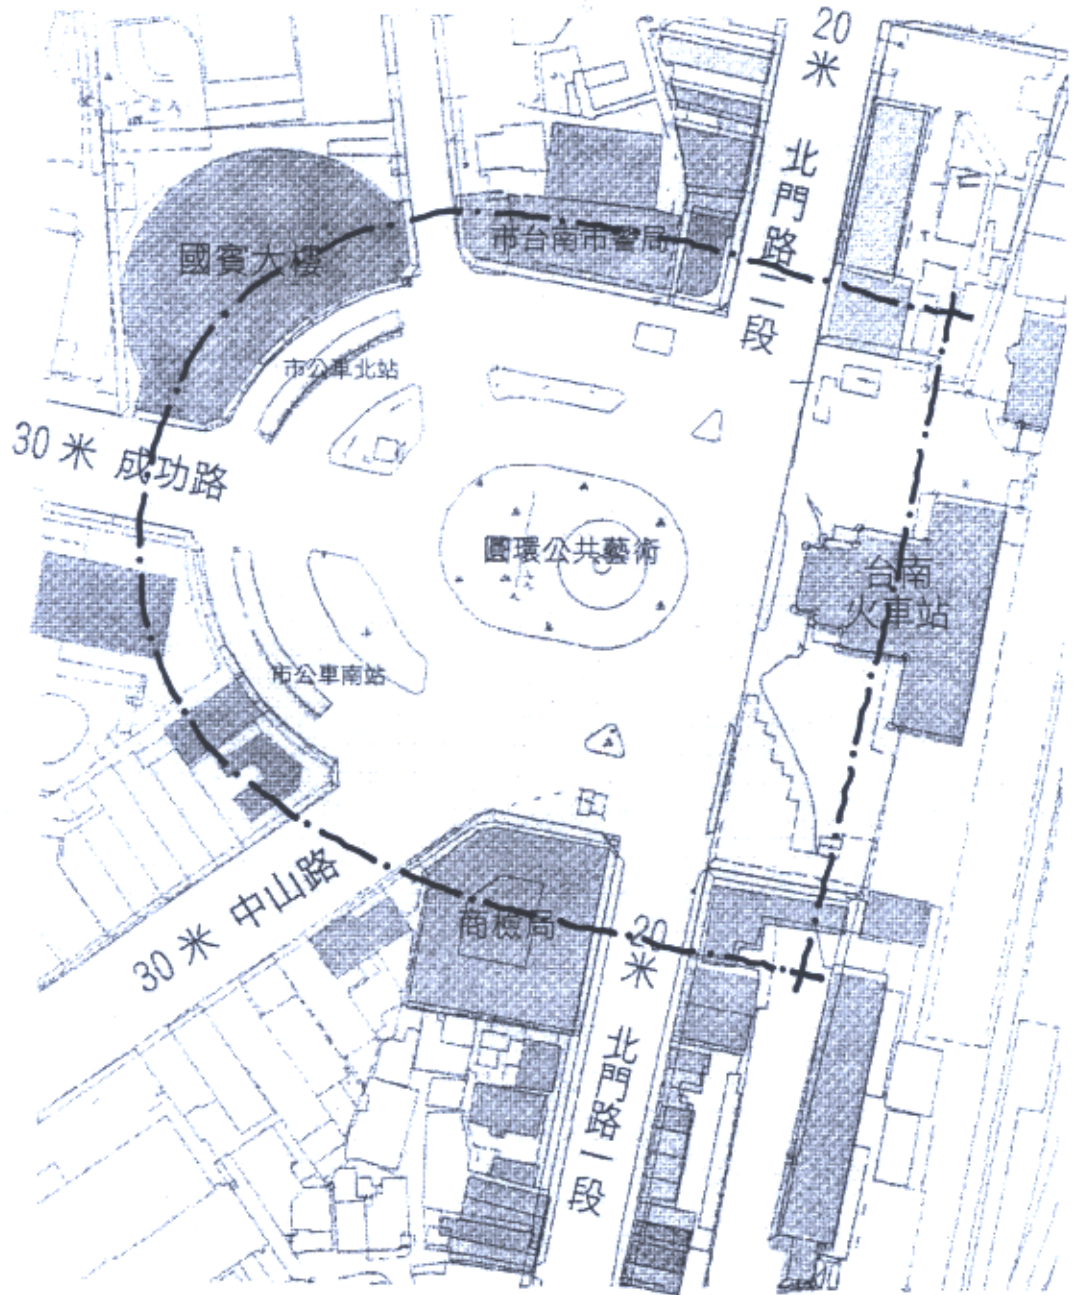 20
米
北門路二段
國賓大樓
市台南市警局
市公車北站
30 米 成功路
圓環公共藝術
台南
火車站
市公車南站
30 米 中山路
商檢局
20
米
北門路一段